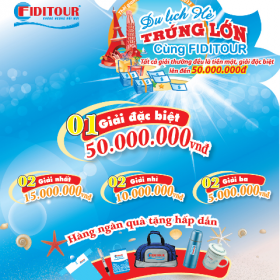 FIDITOUR
Du lịch Hè
TRÚNG LỚN
Cùng FIDITOUR
Tất cả giải thưởng đều là tiền mặt, giải đặc biệt
lên đến 50.000.000đ
01 Giải đặc biệt
50.000.000vnđ
02 Giải nhất
15.000.000vnđ
02 Giải nhì
10.000.000vnđ
02 Giải ba
5.000.000vnđ
Hàng ngàn quà tặng hấp dẫn
FIDITOUR